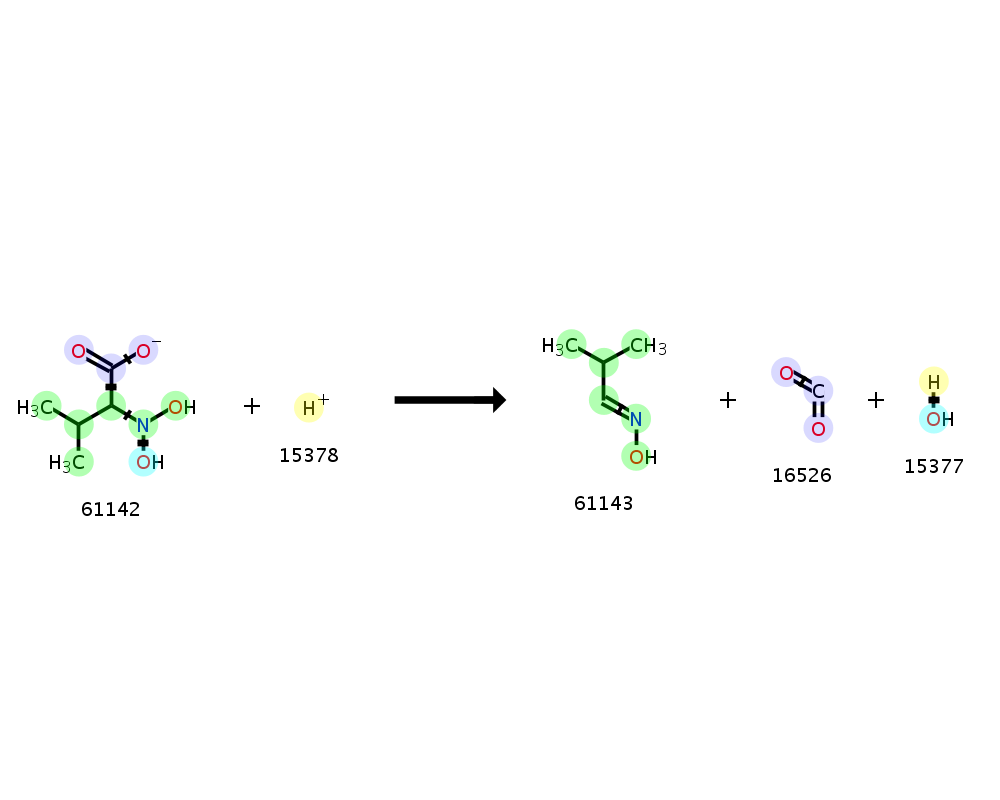 H₃C CH₃
O O⁻
O C
H
H₃C N OH + H⁺ N + O + OH
H₃C OH OH
15378 15377
16526
61142 61143